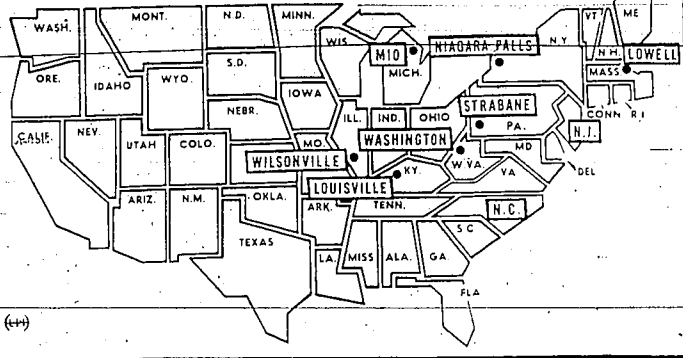 WASH.
MONT.
N.D.
MINN.
VT
ME
WIS.
MIO
NIAGARA FALLS
N Y
N H.
LOWELL
ORE.
IDAHO
S.D.
MICH.
MASS
WYO.
IOWA
STRABANE
CONN
R I
NEBR.
ILL.
IND.
OHIO
PA.
N.J.
CALIF.
NEV.
UTAH
COLO.
MO.
WASHINGTON
MD
WILSONVILLE
W VA.
VA
DEL
LOUISVILLE
KY.
ARIZ.
N.M.
OKLA.
ARK.
TENN.
N.C.
TEXAS
S C
LA.
MISS
ALA.
GA.
FLA